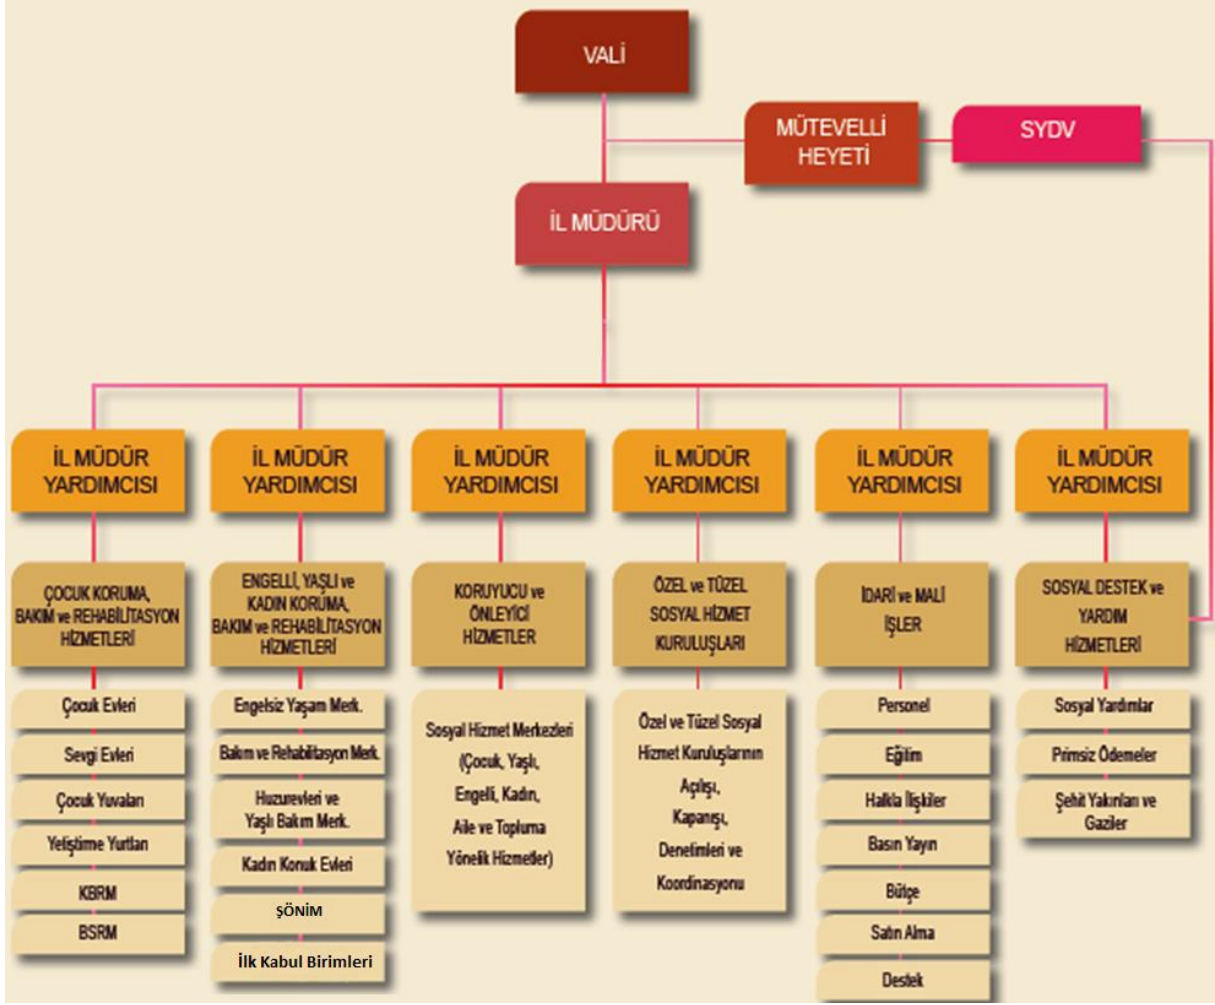 VALİ
MÜTEVELLİ
HEYETİ
SYDV
İL MÜDÜRÜ
İL MÜDÜR
YARDIMCISI
İL MÜDÜR
YARDIMCISI
İL MÜDÜR
YARDIMCISI
İL MÜDÜR
YARDIMCISI
İL MÜDÜR
YARDIMCISI
İL MÜDÜR
YARDIMCISI
ÇOCUK KORUMA,
BAKIM ve REHABİLİTASYON
HİZMETLERİ
ENGELLİ, YAŞLI ve
KADIN KORUMA,
BAKIM ve REHABİLİTASYON
HİZMETLERİ
KORUYUCU ve
ÖNLEYİCİ
HİZMETLER
ÖZEL ve TÜZEL
SOSYAL HİZMET
KURULUŞLARI
İDARİ ve MALİ
İŞLER
SOSYAL DESTEK ve
YARDIM
HİZMETLERİ
Çocuk Evleri
Sevgi Evleri
Çocuk Yuvaları
Yetiştirme Yurtları
KBRM
BSRM
Engelsiz Yaşam Merk.
Bakım ve Rehabilitasyon Merk.
Huzurevleri ve
Yaşlı Bakım Merk.
Kadın Konuk Evleri
ŞÖNİM
İlk Kabul Birimleri
Sosyal Hizmet Merkezleri
(Çocuk, Yaşlı,
Engelli, Kadın,
Aile ve Topluma
Yönelik Hizmetler)
Özel ve Tüzel Sosyal
Hizmet Kuruluşlarının
Açılışı,
Kapanışı,
Denetimleri ve
Koordinasyonu
Personel
Eğitim
Halkla İlişkiler
Basın Yayın
Bütçe
Satın Alma
Destek
Sosyal Yardımlar
Primsiz Ödemeler
Şehit Yakınları ve
Gaziler